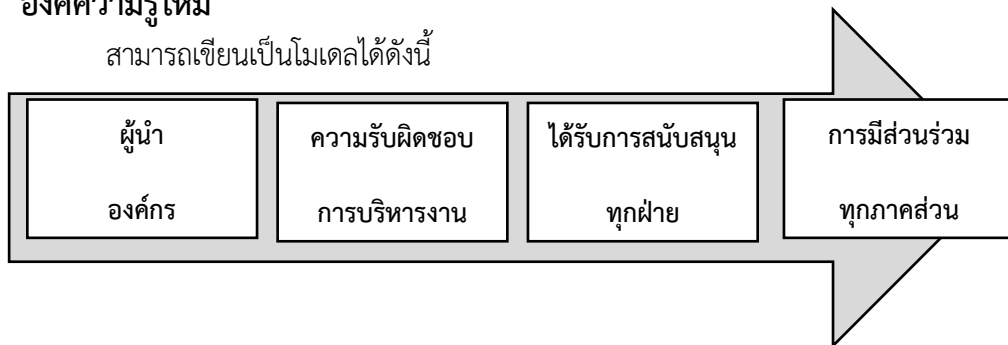 องค์ความรู้ใหม่
สามารถเขียนเป็นโมเดลได้ดังนี้
ผู้นำ
องค์กร
ความรับผิดชอบ
การบริหารงาน
ได้รับการสนับสนุน
ทุกฝ่าย
การมีส่วนร่วม
ทุกภาคส่วน